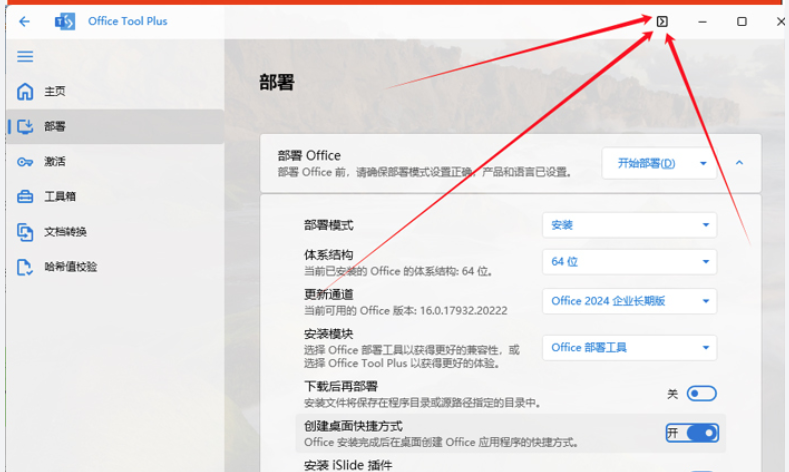 Office Tool Plus
主页
部署
激活
工具箱
文档转换
哈希值校验
部署
部署 Office
部署 Office 前，请确保部署模式设置正确，产品和语言已设置。
开始部署(D)
部署模式
安装
体系结构
当前已安装的 Office 的体系结构: 64 位。
64 位
更新通道
当前可用的 Office 版本: 16.0.17932.20222
Office 2024 企业长期版
安装模块
选择 Office 部署工具以获得更好的兼容性，或
选择 Office Tool Plus 以获得更好的体验。
Office 部署工具
下载后再部署
安装文件将保存在程序目录或源路径指定的目录中。
关
创建桌面快捷方式
Office 安装完成后在桌面创建 Office 应用程序的快捷方式。
开
安装 iSlide 插件